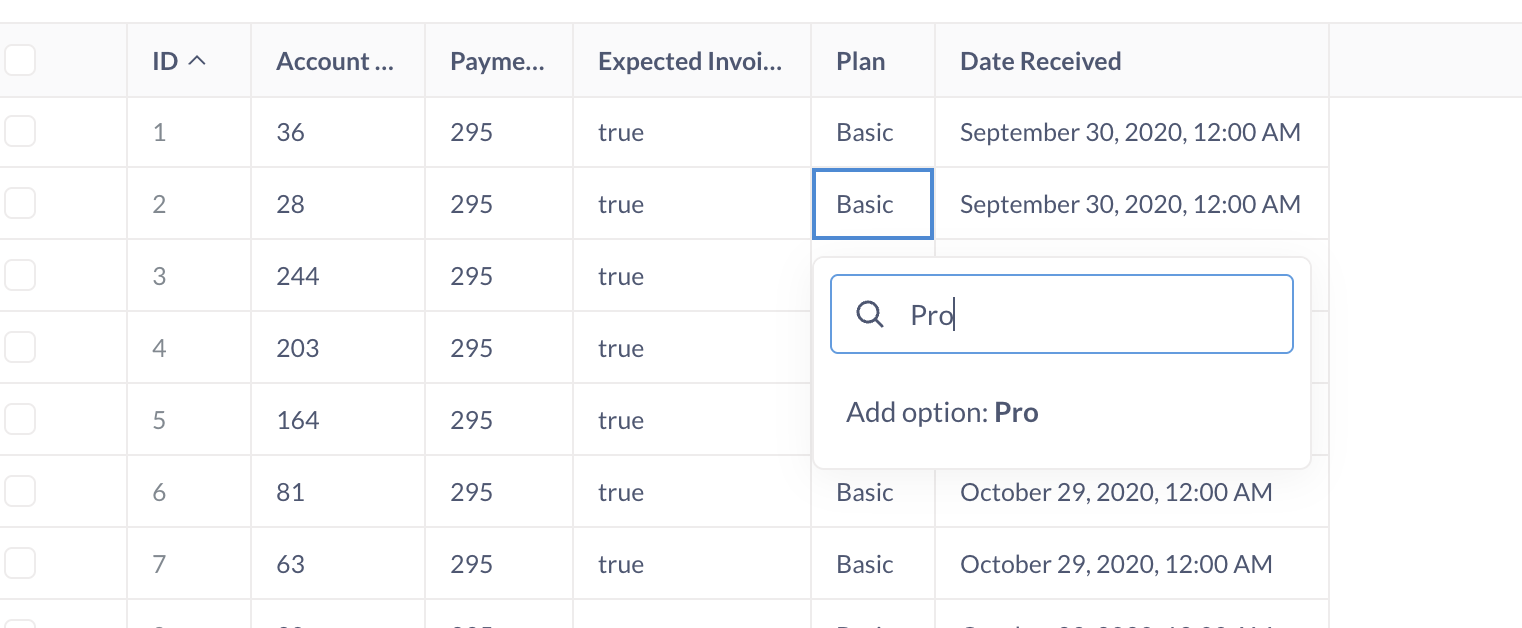 ID Account ... Payme... Expected Invoi... Plan Date Received
1 36 295 true Basic September 30, 2020, 12:00 AM
2 28 295 true Basic September 30, 2020, 12:00 AM
3 244 295 true
Pro
4 203 295 true
Add option: Pro
5 164 295 true
6 81 295 true Basic October 29, 2020, 12:00 AM
7 63 295 true Basic October 29, 2020, 12:00 AM